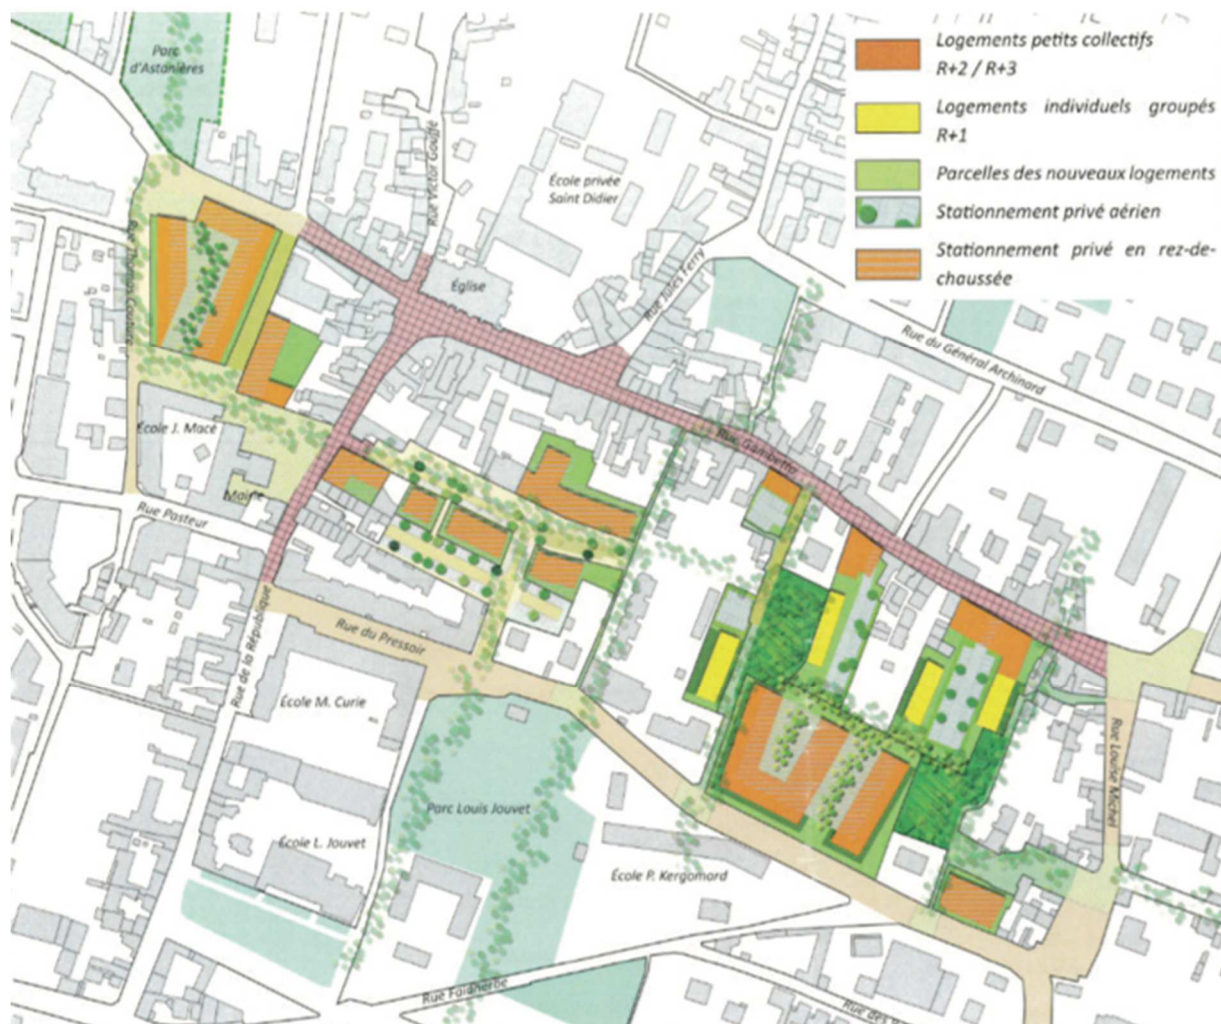 Logements petits collectifs
R+2 / R+3
Logements individuels groupés
R+1
Parcelles des nouveaux logements
Stationnement privé aérien
Stationnement privé en rez-de-
chaussée
Parc
d'Astanières
Rue Victor Gouffé
École privée
Saint Didier
Rue Thomas Couture
Église
Rue Jules Ferry
Rue du Général Archinard
École J. Macé
Rue Gambetta
Mairie
Rue Pasteur
Rue de la République
Rue du Pressoir
École M. Curie
Rue Louise Michel
Parc Louis Jouvet
École L. Jouvet
École P. Kergomard
Rue Faidherbe
Rue des